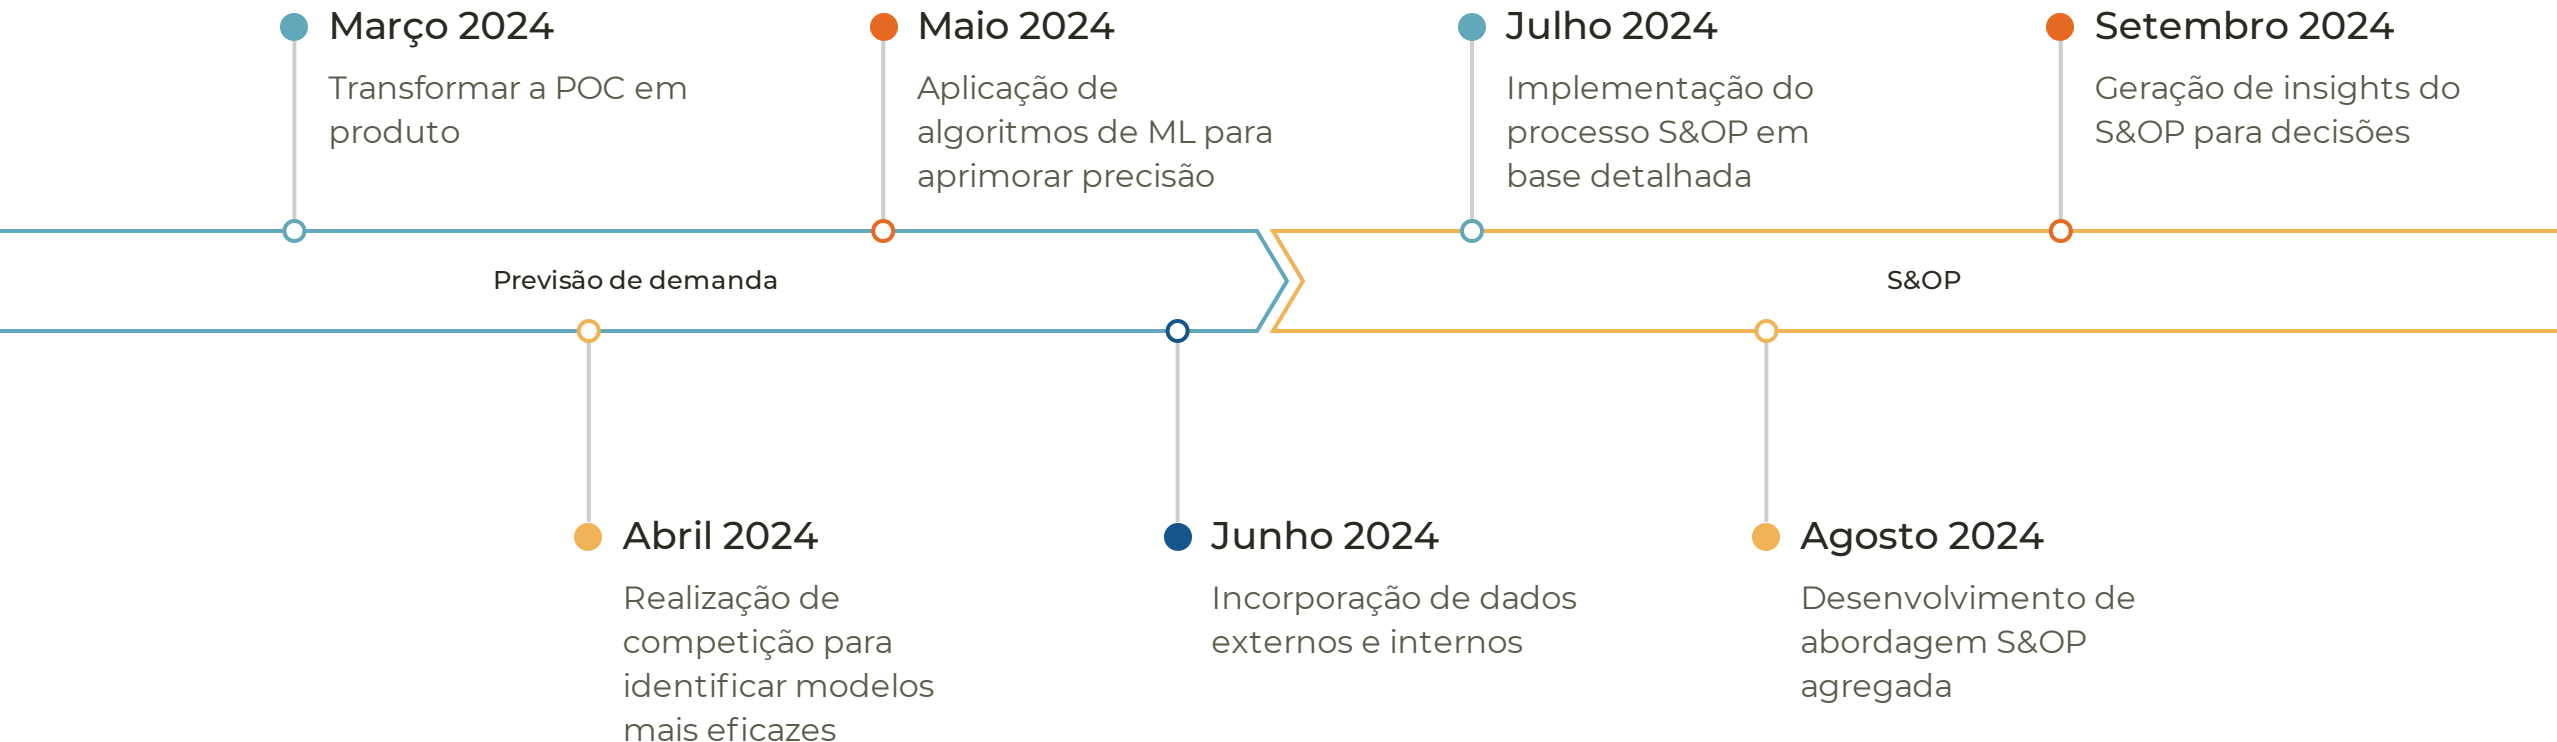 Março 2024
Transformar a POC em
produto
Maio 2024
Aplicação de
algoritmos de ML para
aprimorar precisão
Julho 2024
Implementação do
processo S&OP em
base detalhada
Setembro 2024
Geração de insights do
S&OP para decisões
Previsão de demanda
S&OP
Abril 2024
Realização de
competição para
identificar modelos
mais eficazes
Junho 2024
Incorporação de dados
externos e internos
Agosto 2024
Desenvolvimento de
abordagem S&OP
agregada